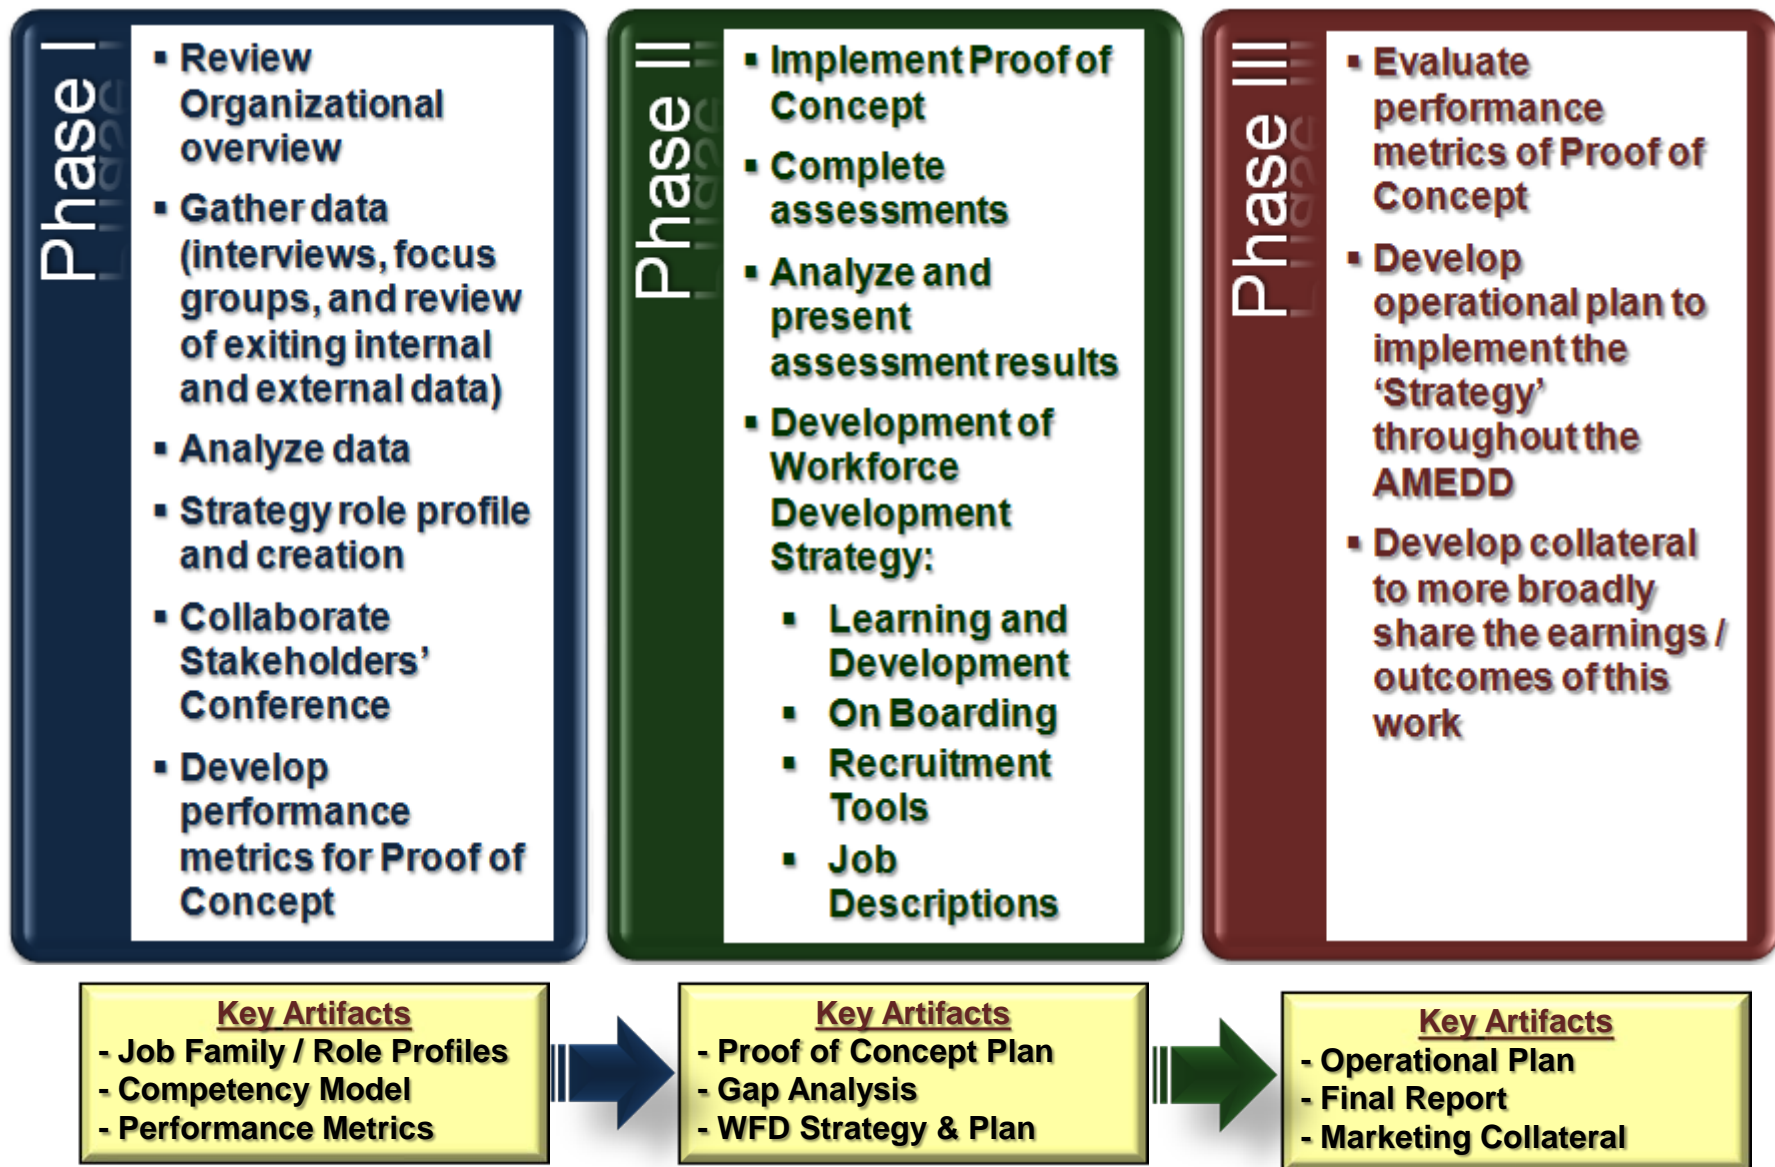 Phase I
▪ Review
Organizational
overview
▪ Gather data
(interviews, focus
groups, and review
of exiting internal
and external data)
▪ Analyze data
▪ Strategy role profile
and creation
▪ Collaborate
Stakeholders’
Conference
▪ Develop
performance
metrics for Proof of
Concept
Phase II
▪ Implement Proof of
Concept
▪ Complete
assessments
▪ Analyze and
present
assessment results
▪ Development of
Workforce
Development
Strategy:
▪ Learning and
Development
▪ On Boarding
▪ Recruitment
Tools
▪ Job
Descriptions
Phase III
▪ Evaluate
performance
metrics of Proof of
Concept
▪ Develop
operational plan to
implement the
‘Strategy’
throughout the
AMEDD
▪ Develop collateral
to more broadly
share the earnings /
outcomes of this
work
Key Artifacts
- Job Family / Role Profiles
- Competency Model
- Performance Metrics
Key Artifacts
- Proof of Concept Plan
- Gap Analysis
- WFD Strategy & Plan
Key Artifacts
- Operational Plan
- Final Report
- Marketing Collateral